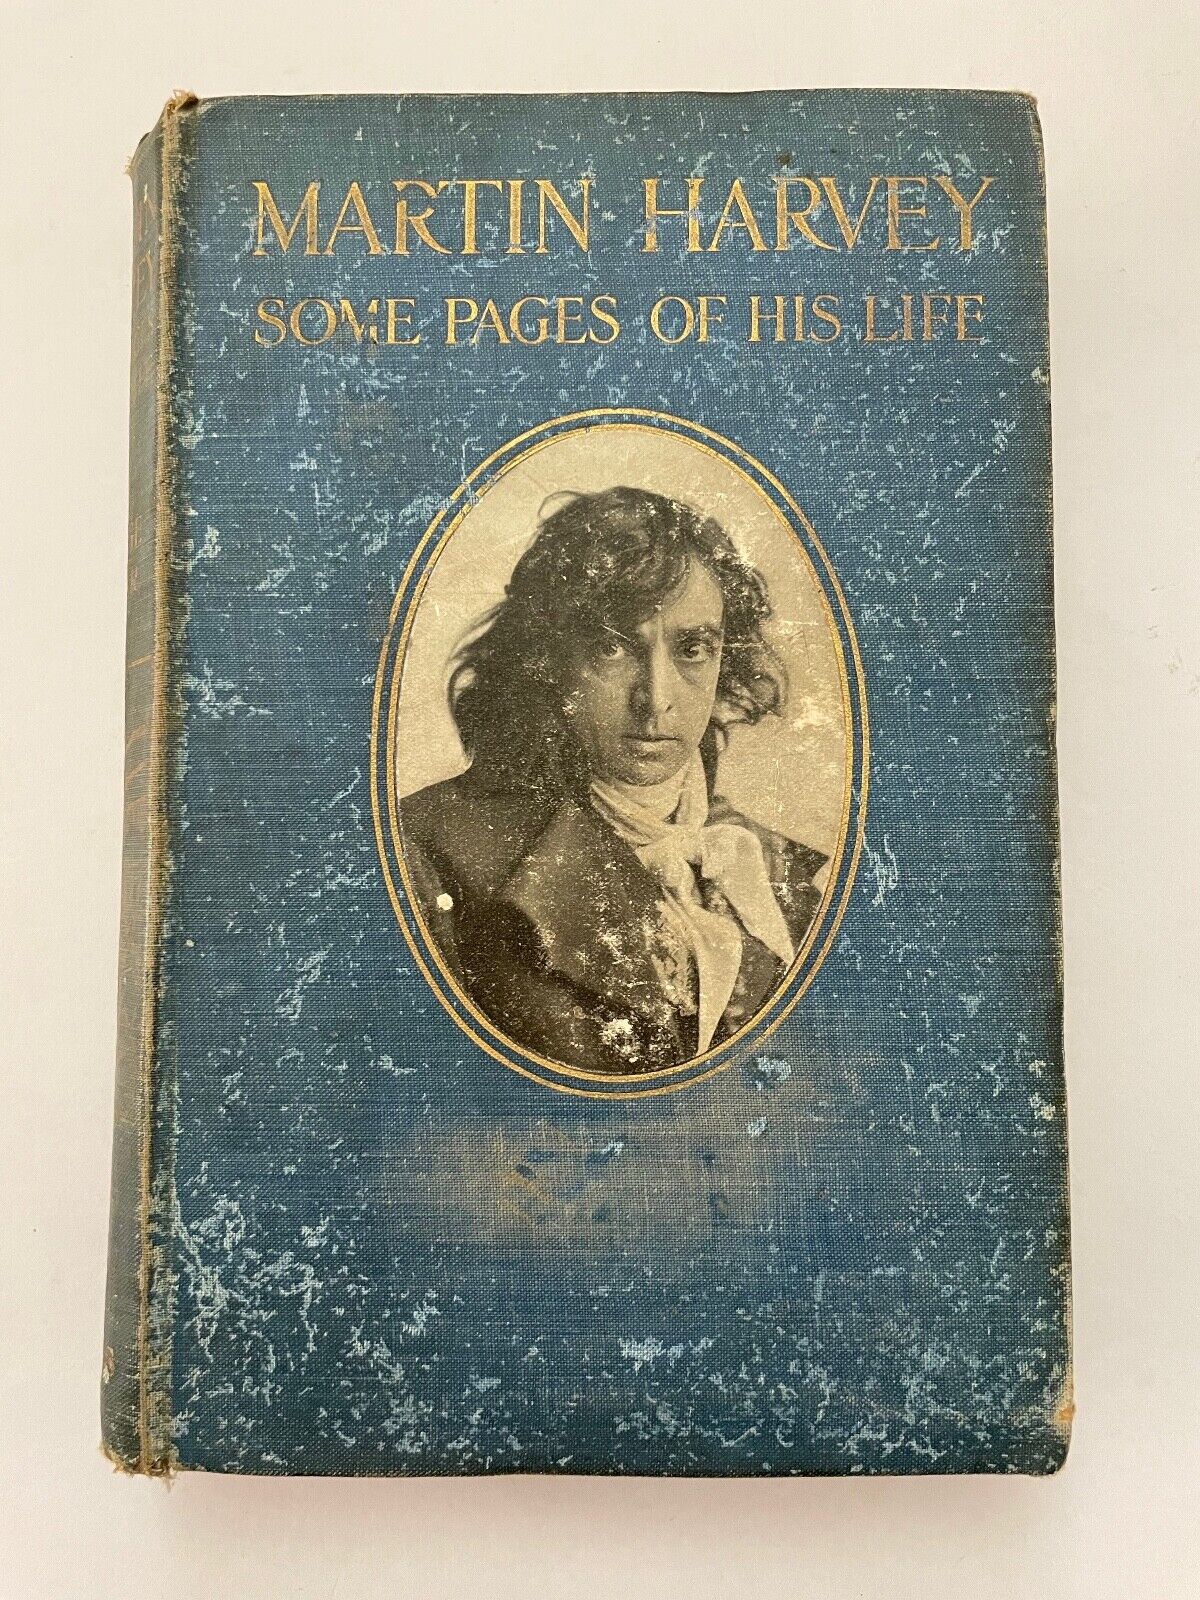 MARTIN HARVEY
SOME PAGES OF HIS LIFE